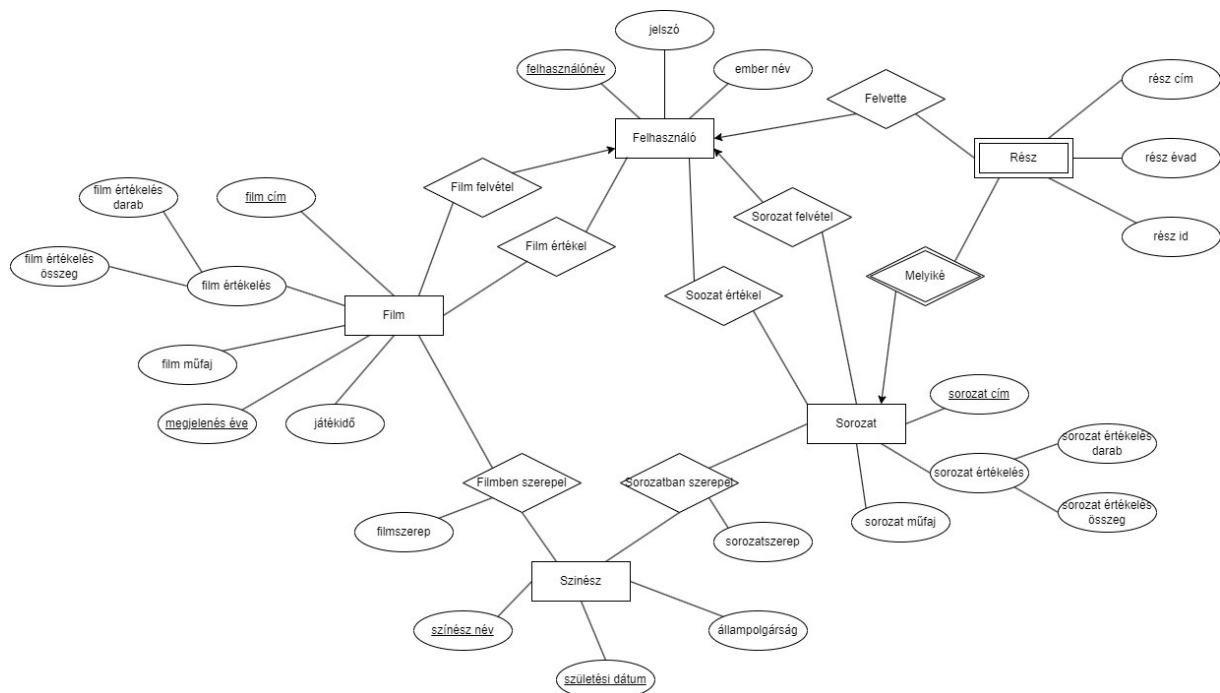 jelszó
felhasználónév
ember név
Felvette
rész cím
Felhasználó
Rész
rész évad
film értékelés
darab
film cím
Film felvétel
Sorozat felvétel
rész id
Film értékel
film értékelés
összeg
film értékelés
Melyiké
Soozat értékel
Film
film műfaj
sorozat cím
megjelenés éve
játékidő
Sorozat
sorozat értékelés
darab
sorozat értékelés
Filmben szerepel
Sorozatban szerepel
sorozat értékelés
összeg
sorozat műfaj
filmszerep
sorozatszerep
Szinész
színész név
állampolgárság
születési dátum